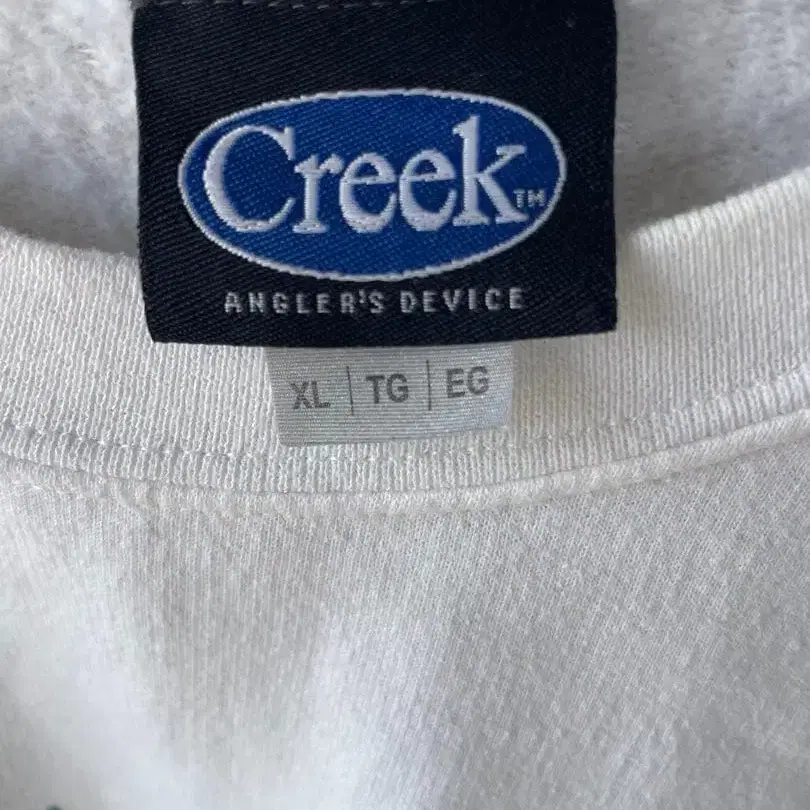 Creek™
ANGLER'S DEVICE
XL | TG | EG